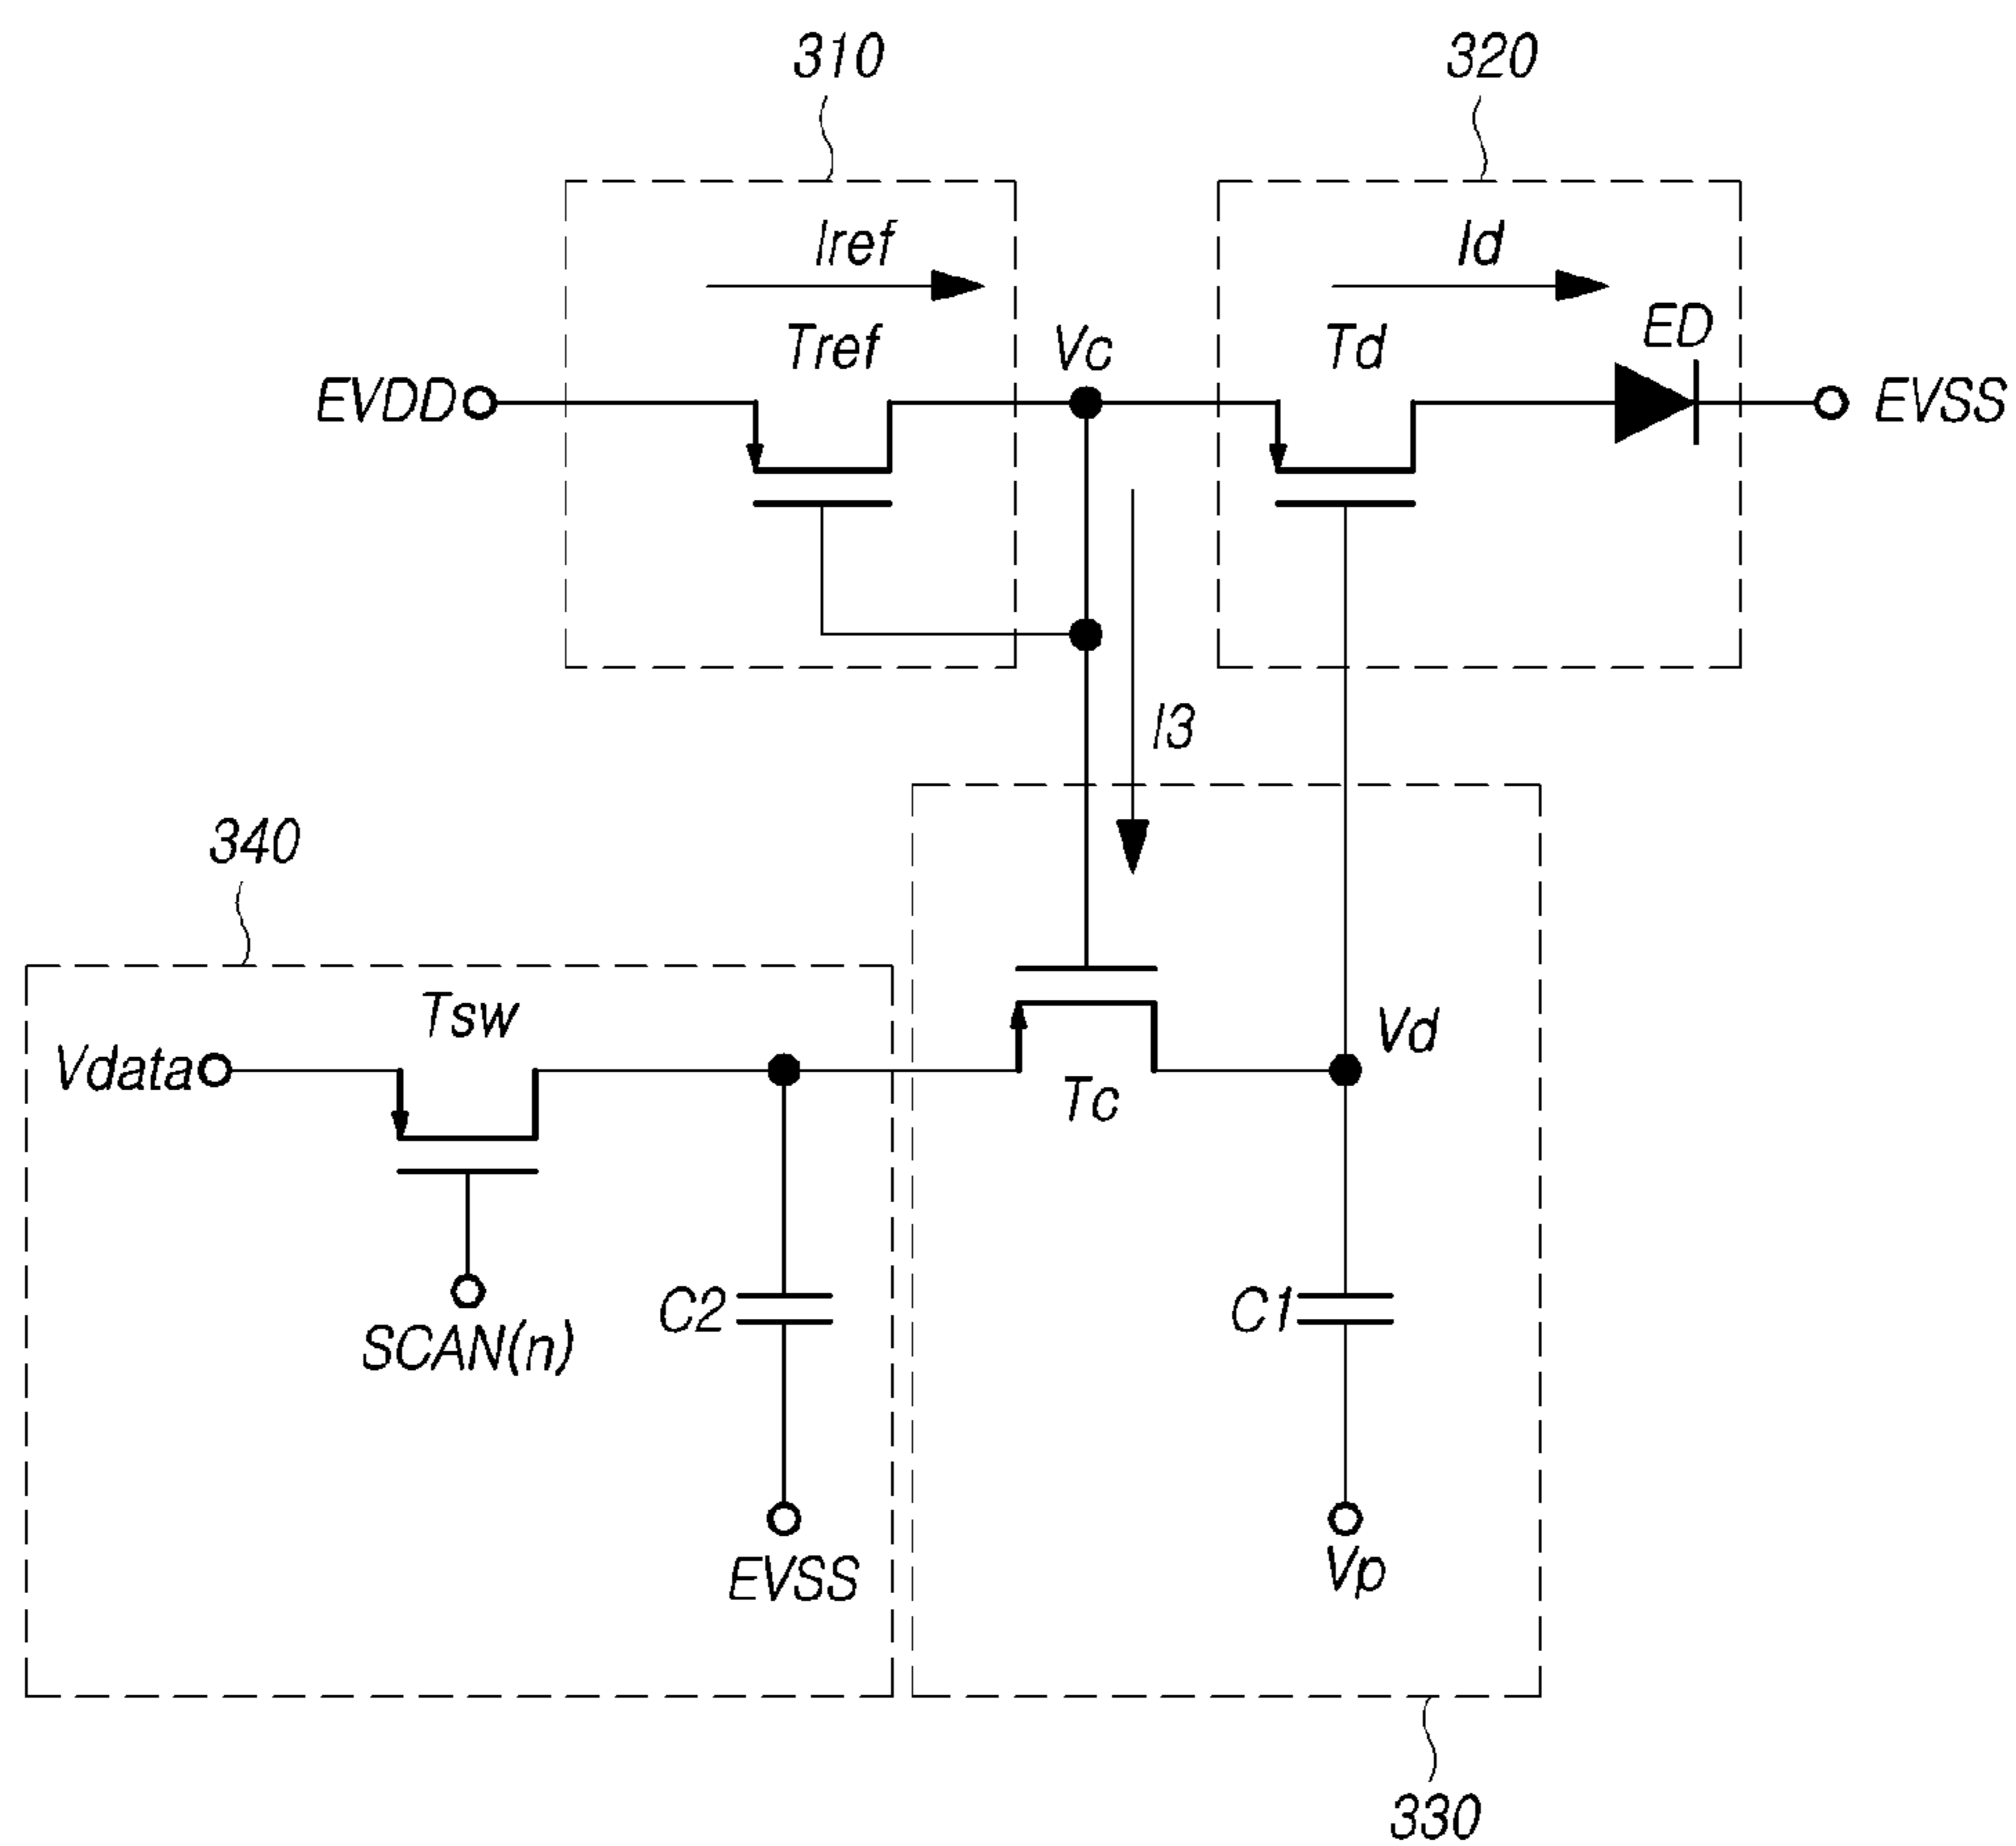 310
320
Iref
Id
Tref
Vc
Td
ED
EVDD
EVSS
I3
340
Tsw
Vd
Vdata
Tc
C2
C1
SCAN(n)
EVSS
Vp
330